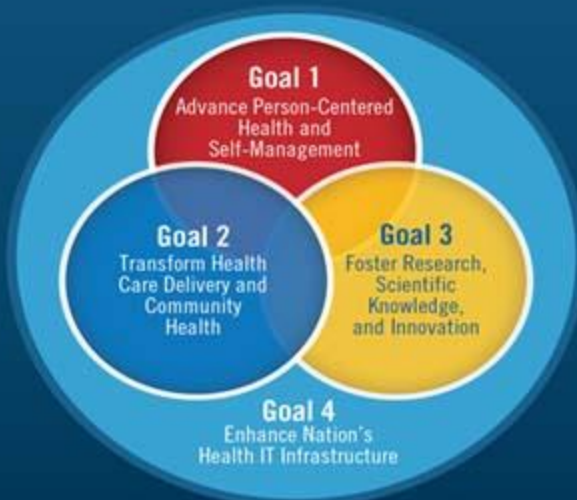 Goal 1
Advance Person-Centered
Health and
Self-Management
Goal 2
Transform Health
Care Delivery and
Community
Health
Goal 3
Foster Research,
Scientific
Knowledge,
and Innovation
Goal 4
Enhance Nation's
Health IT Infrastructure